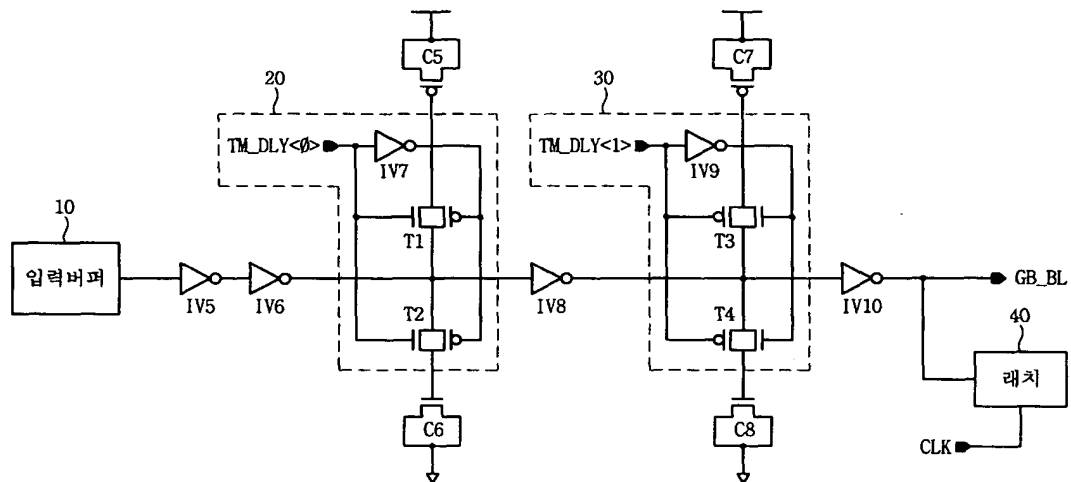 C5
C7
20
30
TM_DLY<0>
IV7
TM_DLY<1>
IV9
10
T1
T3
입력버퍼
IV5
IV6
IV8
IV10
GB_BL
T2
T4
40
래치
C6
C8
CLK